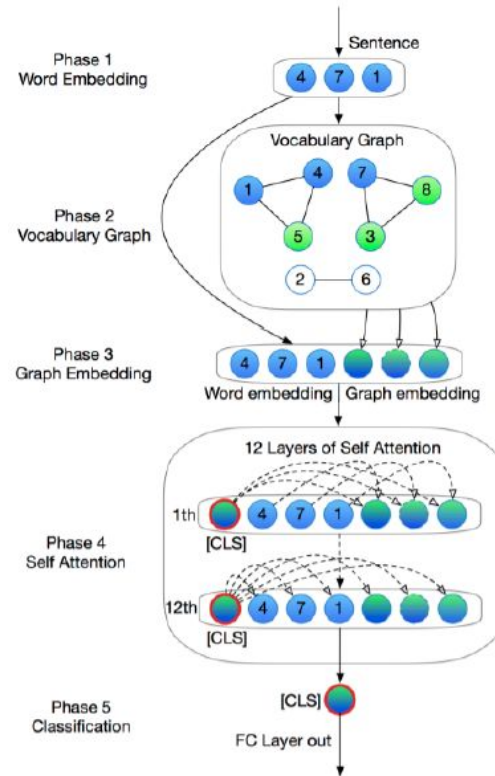 Sentence
Phase 1
Word Embedding
4 7 1
Vocabulary Graph
4 7
1 8
Phase 2
Vocabulary Graph
5 3
2 6
Phase 3
Graph Embedding
4 7 1
Word embedding Graph embedding
12 Layers of Self Attention
1th 4 7 1
[CLS]
Phase 4
Self Attention
12th 4 7 1
[CLS]
Phase 5
Classification
[CLS]
FC Layer out